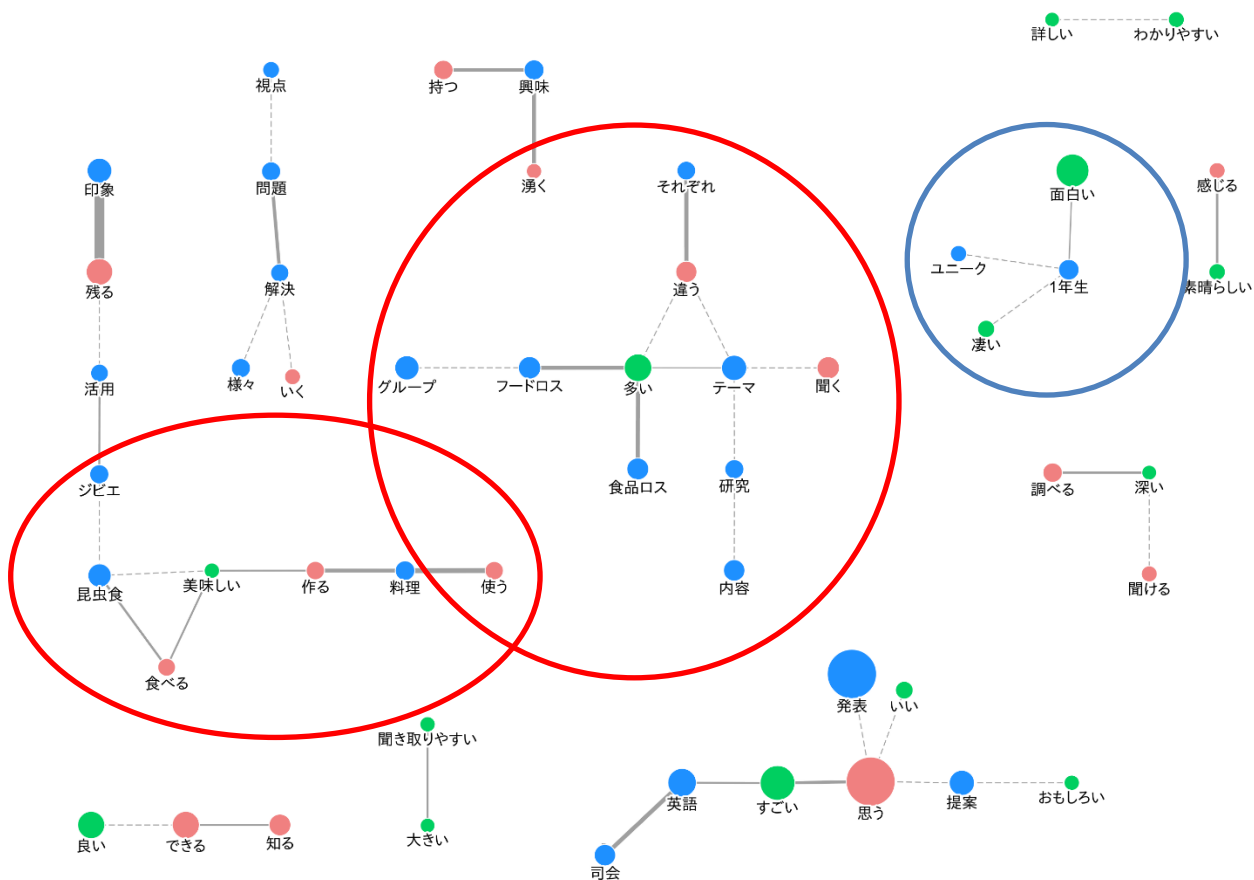 詳しい
わかりやすい
視点
持つ
興味
印象
問題
湧く
それぞれ
面白い
感じる
残る
解決
違う
ユニーク
1年生
素晴らしい
凄い
活用
様々
いく
グループ
フードロス
多い
テーマ
聞く
ジビエ
食品ロス
研究
調べる
深い
昆虫食
美味しい
作る
料理
使う
内容
聞ける
食べる
発表
いい
聞き取りやすい
英語
すごい
思う
提案
おもしろい
良い
できる
知る
大きい
司会